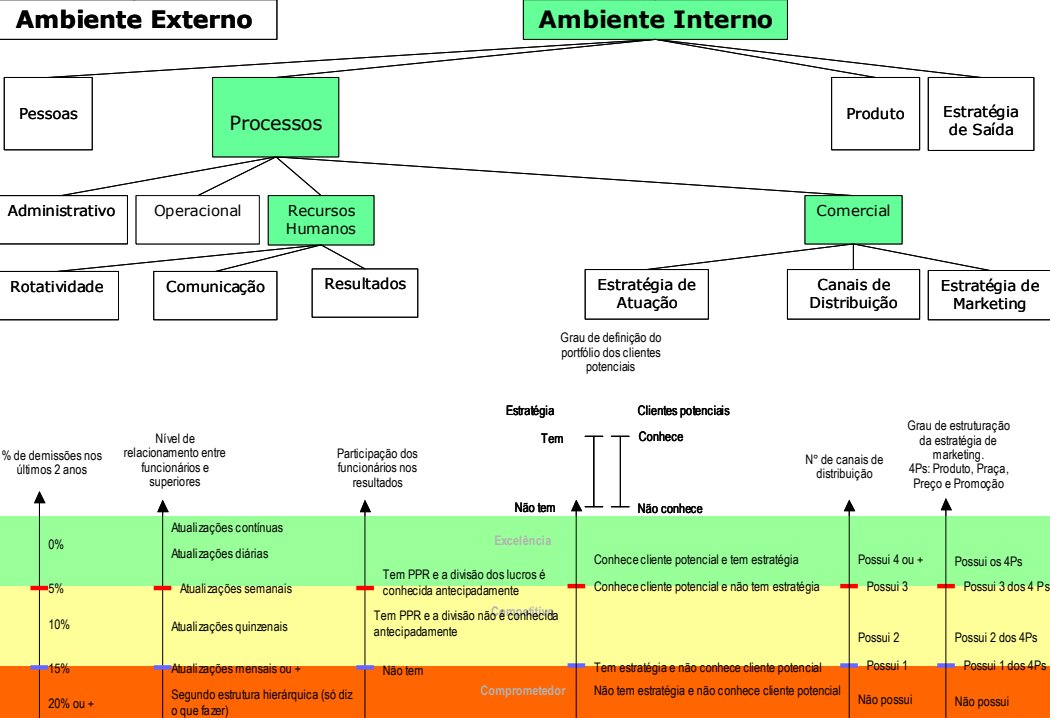 Ambiente Externo
Ambiente Interno
Pessoas
Processos
Produto
Estratégia
de Saída
Administrativo
Operacional
Recursos
Humanos
Comercial
Rotatividade
Comunicação
Resultados
Estratégia de
Atuação
Canais de
Distribuição
Estratégia de
Marketing
Grau de definição do
portfólio dos clientes
potenciais
Estratégia
Clientes potenciais
Tem
Conhece
Não tem
Não conhece
% de demissões nos
últimos 2 anos
Nível de
relacionamento entre
funcionários e
superiores
Participação dos
funcionários nos
resultados
Nº de canais de
distribuição
Grau de estruturação
da estratégia de
marketing.
4Ps: Produto, Praça,
Preço e Promoção
Excelência
Competitivo
Comprometedor
0%
5%
10%
15%
20% ou +
Atualizações contínuas
Atualizações diárias
Atualizações semanais
Atualizações quinzenais
Atualizações mensais ou +
Segundo estrutura hierárquica (só diz
o que fazer)
Tem PPR e a divisão dos lucros é
conhecida antecipadamente
Tem PPR e a divisão não é conhecida
antecipadamente
Não tem
Conhece cliente potencial e tem estratégia
Conhece cliente potencial e não tem estratégia
Tem estratégia e não conhece cliente potencial
Não tem estratégia e não conhece cliente potencial
Possui 4 ou +
Possui 3
Possui 2
Possui 1
Não possui
Possui os 4Ps
Possui 3 dos 4 Ps
Possui 2 dos 4Ps
Possui 1 dos 4Ps
Não possui